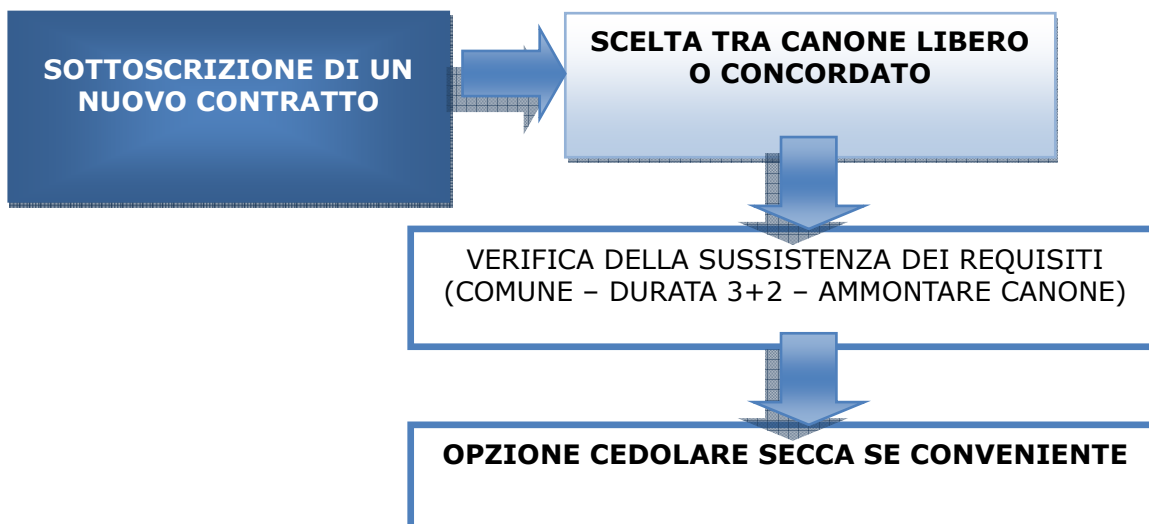 SOTTOSCRIZIONE DI UN
NUOVO CONTRATTO
SCELTA TRA CANONE LIBERO
O CONCORDATO
VERIFICA DELLA SUSSISTENZA DEI REQUISITI
(COMUNE – DURATA 3+2 – AMMONTARE CANONE)
OPZIONE CEDOLARE SECCA SE CONVENIENTE